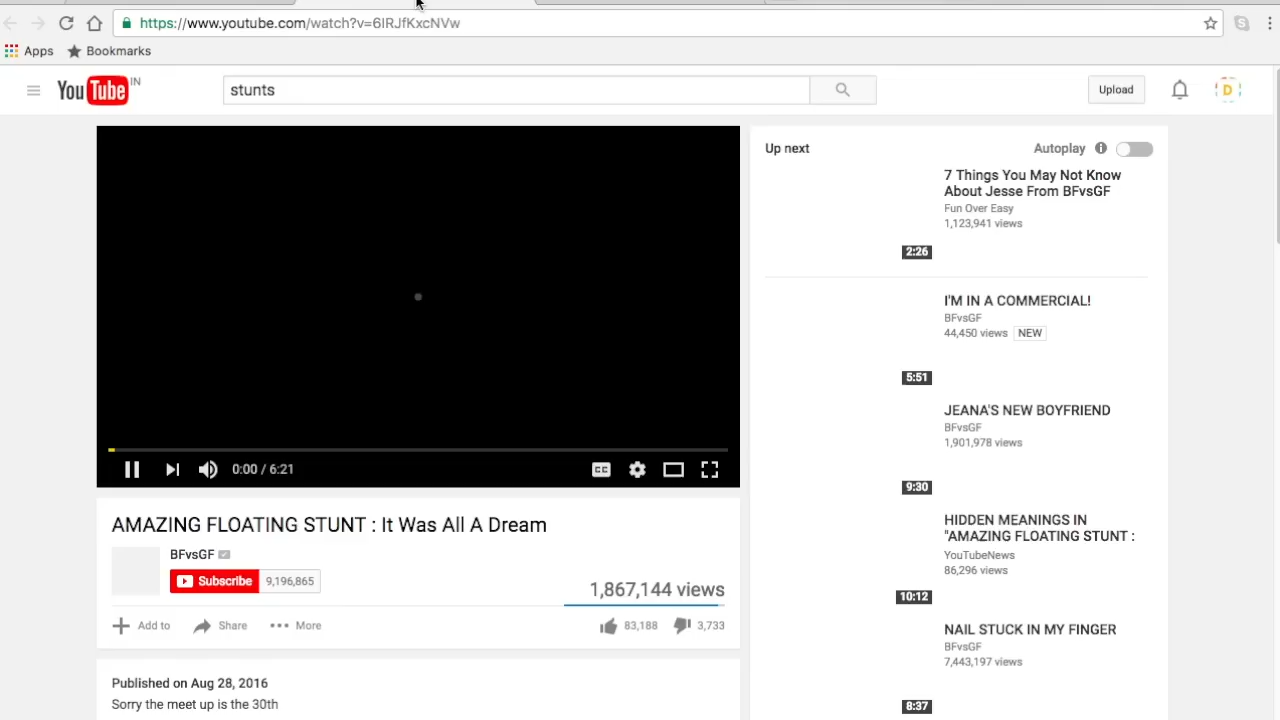 https://www.youtube.com/watch?v=6IRJfKxcNVw
Apps
Bookmarks
YouTube IN
stunts
Upload
D
Up next
Autoplay
7 Things You May Not Know
About Jesse From BFvsGF
Fun Over Easy
1,123,941 views
2:26
I'M IN A COMMERCIAL!
BFvsGF
44,450 views NEW
5:51
JEANA'S NEW BOYFRIEND
BFvsGF
1,901,978 views
9:30
HIDDEN MEANINGS IN
"AMAZING FLOATING STUNT :
YouTubeNews
86,296 views
10:12
NAIL STUCK IN MY FINGER
BFvsGF
7,443,197 views
8:37
0:00 / 6:21
CC
AMAZING FLOATING STUNT : It Was All A Dream
BFvsGF
Subscribe 9,196,865
1,867,144 views
Add to Share More 83,188 3,733
Published on Aug 28, 2016
Sorry the meet up is the 30th